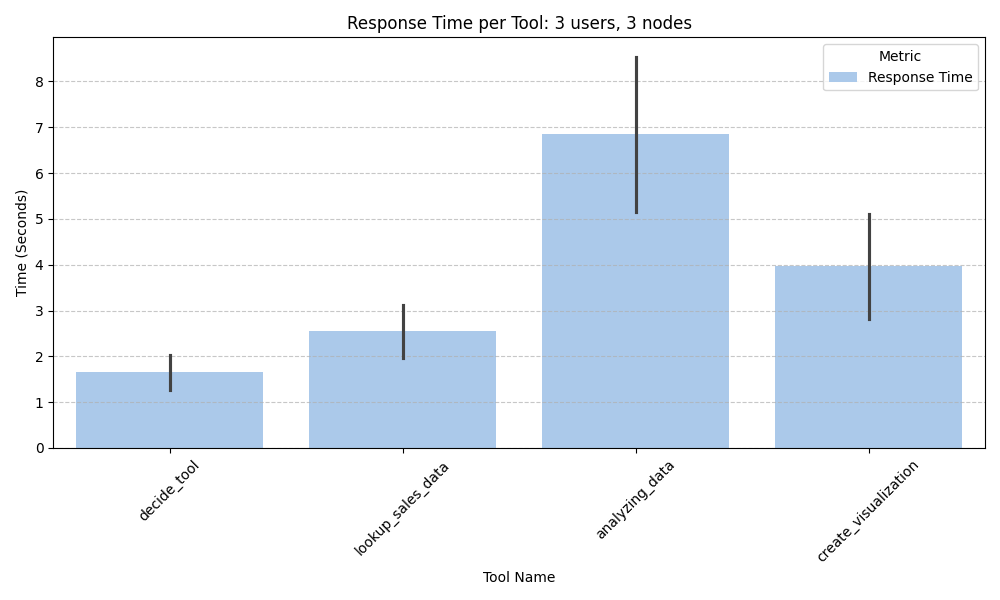 Response Time per Tool: 3 users, 3 nodes
Metric
Response Time
Time (Seconds)
8
7
6
5
4
3
2
1
0
decide_tool
lookup_sales_data
analyzing_data
create_visualization
Tool Name